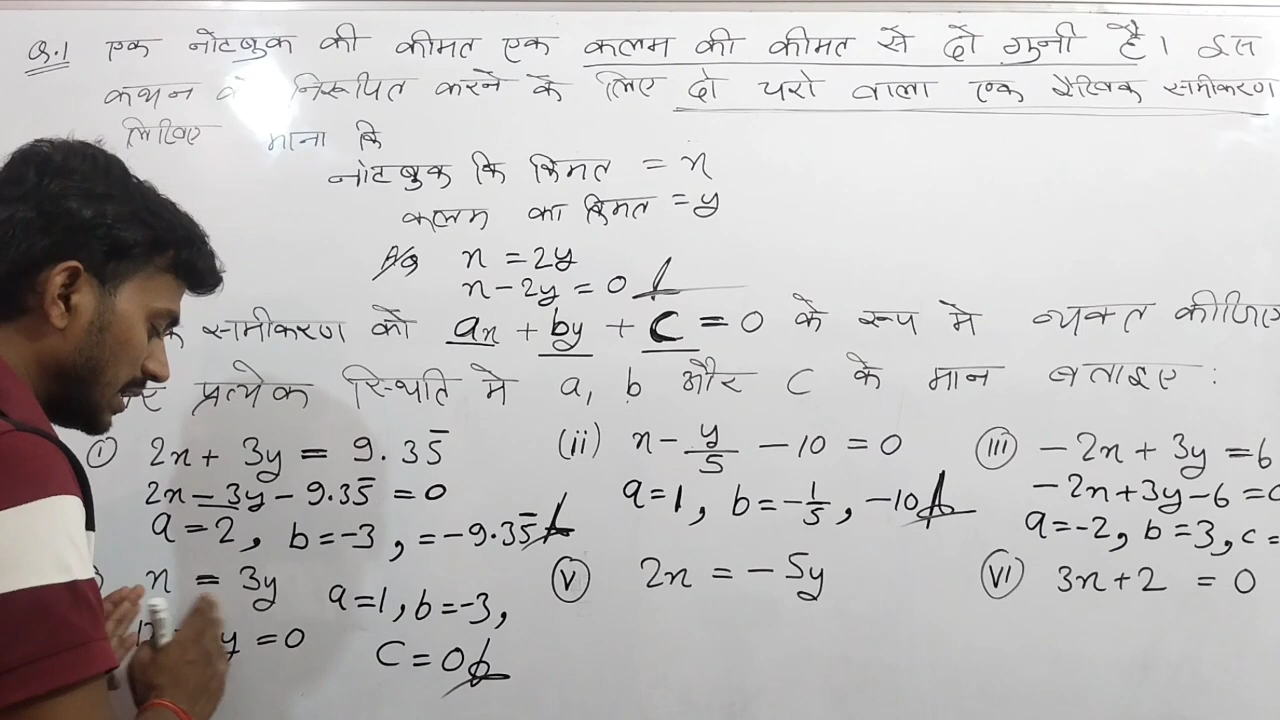 Q.1 एक नोटबुक की कीमत एक कलम की कीमत से दो गुनी है। इस
कथन निरूपित करने के लिए दो चरो वाला एक रैखिक समीकरण
लिखिए माना कि
नोटबुक कि किमत = x
कलम का किमत = y
x = 2y
x - 2y = 0
समीकरण को ax + by + c = 0 के रूप मे व्यक्त कीजिए
प्रत्येक स्थिति मे a, b और c के मान बताइए :
(i) 2x + 3y = 9.35̄ (ii) x - y/5 - 10 = 0 (iii) -2x + 3y = 6
2x - 3y - 9.35̄ = 0 a = 1, b = -1/5, -10 -2x + 3y - 6 = 0
a = 2, b = -3, = -9.35̄ a = -2, b = 3, c =
x = 3y a = 1, b = -3, (v) 2x = -5y (vi) 3x + 2 = 0
y = 0 c = 0